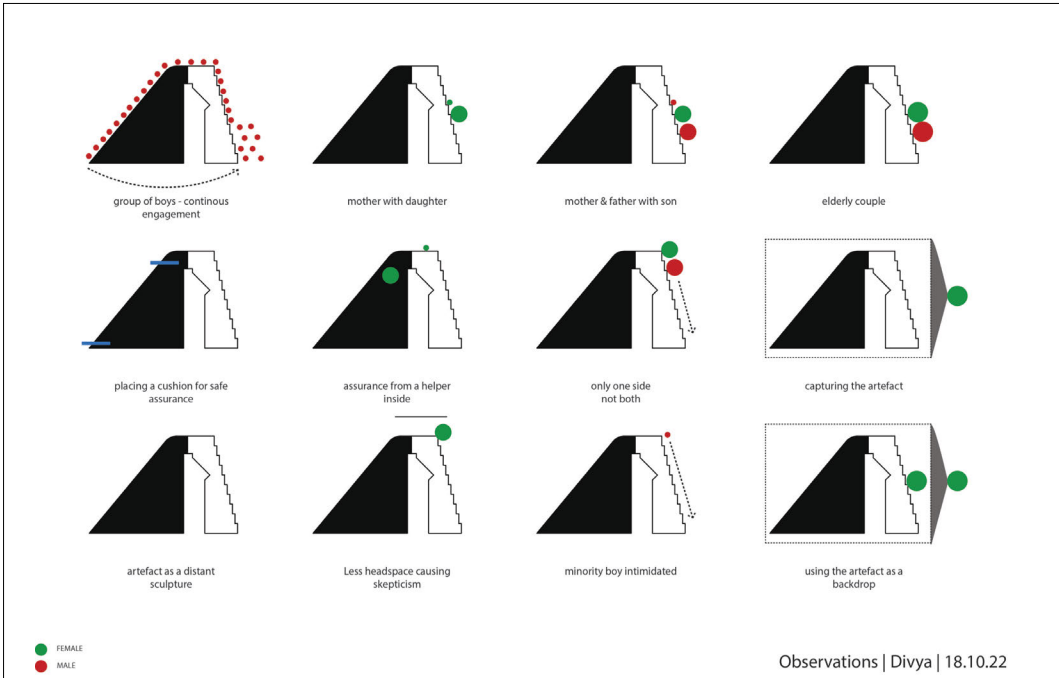 group of boys - continous
engagement
mother with daughter
mother & father with son
elderly couple
placing a cushion for safe
assurance
assurance from a helper
inside
only one side
not both
capturing the artefact
artefact as a distant
sculpture
Less headspace causing
skepticism
minority boy intimidated
using the artefact as a
backdrop
FEMALE
MALE
Observations | Divya | 18.10.22